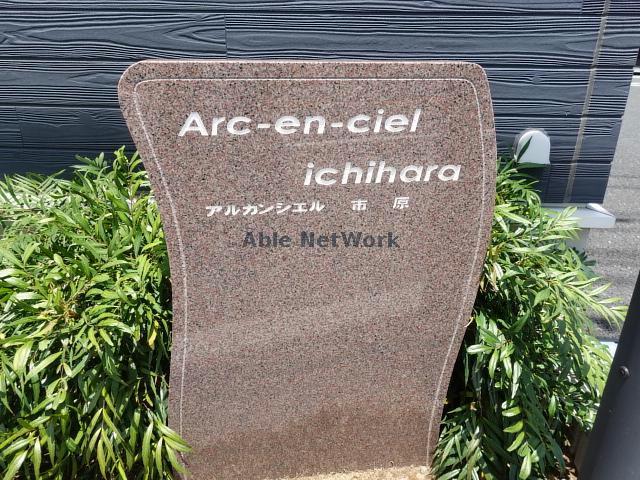 Arc-en-ciel
ichihara
アルカンシエル 市 原
Able NetWork